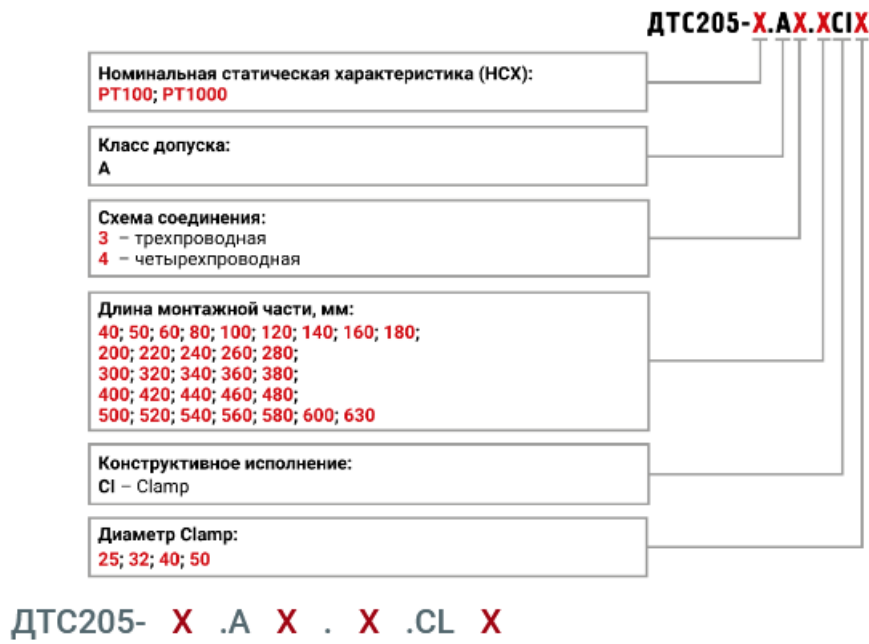 ДТС205-X.AX.XClX
Номинальная статическая характеристика (НСХ):
PT100; PT1000
Класс допуска:
A
Схема соединения:
3 – трехпроводная
4 – четырехпроводная
Длина монтажной части, мм:
40; 50; 60; 80; 100; 120; 140; 160; 180;
200; 220; 240; 260; 280;
300; 320; 340; 360; 380;
400; 420; 440; 460; 480;
500; 520; 540; 560; 580; 600; 630
Конструктивное исполнение:
Cl – Clamp
Диаметр Clamp:
25; 32; 40; 50
ДТС205- X .A X . X .CL X